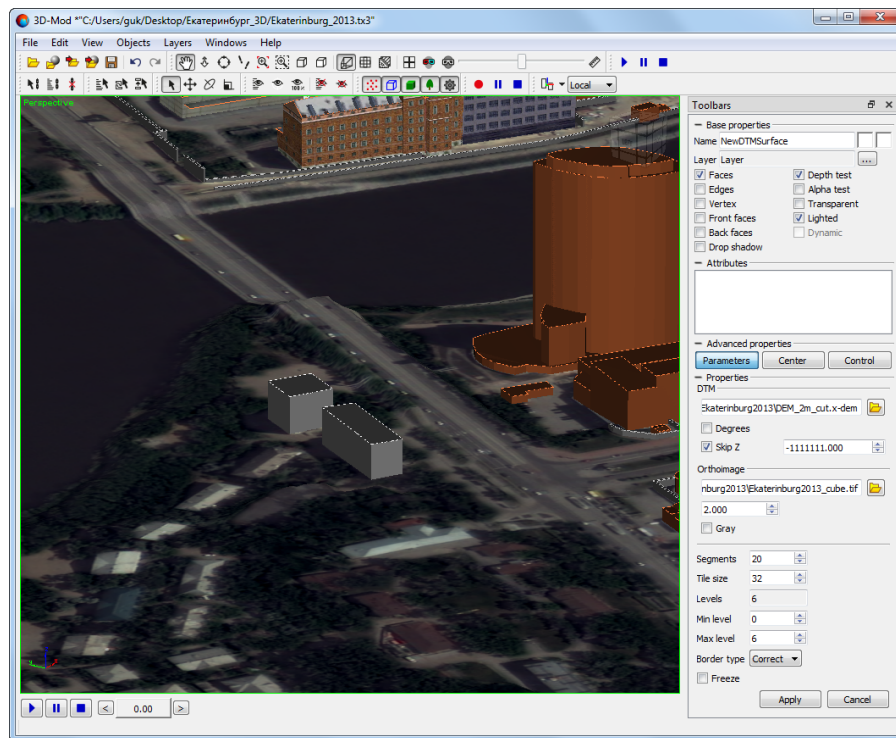 3D-Mod *"C:/Users/guk/Desktop/Екатеринбург_3D/Ekaterinburg_2013.tx3"
File Edit View Objects Layers Windows Help
100%
Local
Perspective
Toolbars
Base properties
Name NewDTMSurface
Layer Layer ...
Faces Depth test
Edges Alpha test
Vertex Transparent
Front faces Lighted
Back faces Dynamic
Drop shadow
Attributes
Advanced properties
Parameters Center Control
Properties
DTM
Ekaterinburg2013\DEM_2m_cut.x-dem
Degrees
Skip Z -1111111.000
Orthoimage
nburg2013\Ekaterinburg2013_cube.tif
2.000
Gray
Segments 20
Tile size 32
Levels 6
Min level 0
Max level 6
Border type Correct
Freeze
Apply Cancel
< 0.00 >